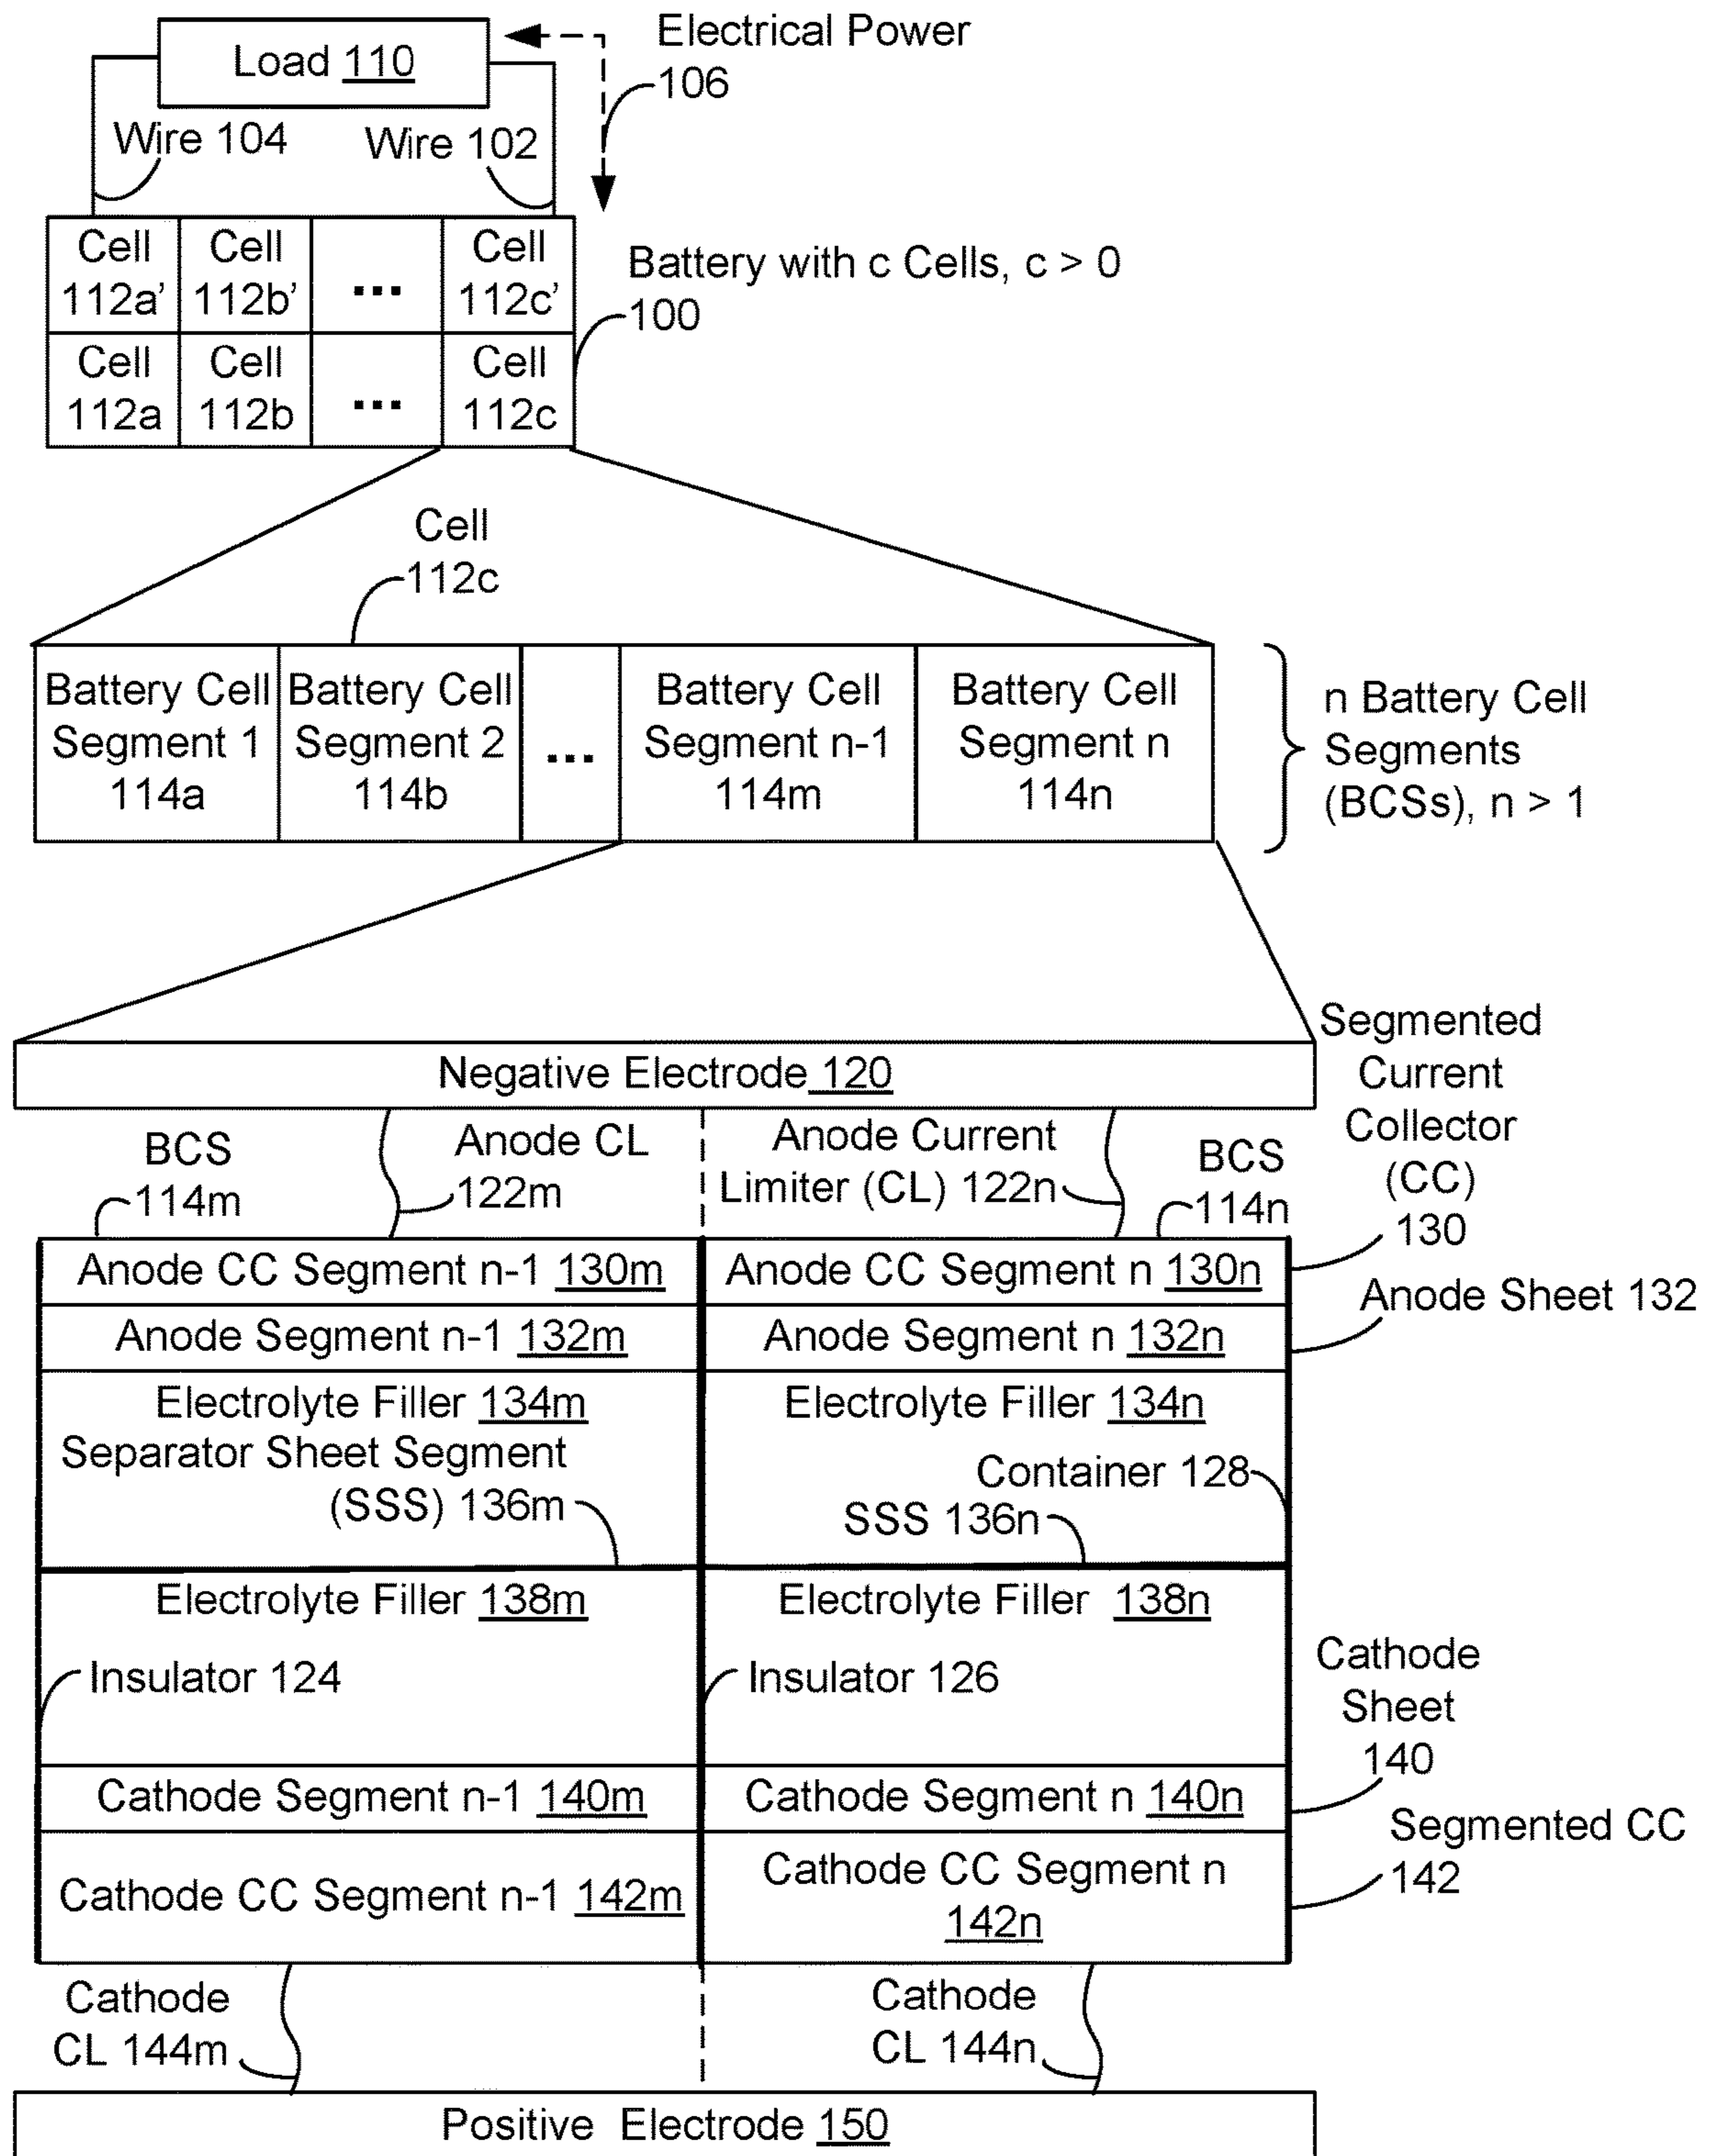 Electrical Power
106
Load 110
Wire 104
Wire 102
Cell
112a’
Cell
112b’
...
Cell
112c’
Battery with c Cells, c > 0
100
Cell
112a
Cell
112b
...
Cell
112c
Cell
112c
Battery Cell
Segment 1
114a
Battery Cell
Segment 2
114b
...
Battery Cell
Segment n-1
114m
Battery Cell
Segment n
114n
n Battery Cell
Segments
(BCSs), n > 1
Negative Electrode 120
Segmented
Current
Collector
(CC)
130
BCS
114m
Anode CL
122m
Anode Current
Limiter (CL) 122n
BCS
114n
Anode CC Segment n-1 130m
Anode CC Segment n 130n
Anode Sheet 132
Anode Segment n-1 132m
Anode Segment n 132n
Electrolyte Filler 134m
Electrolyte Filler 134n
Separator Sheet Segment
(SSS) 136m
Container 128
SSS 136n
Electrolyte Filler 138m
Electrolyte Filler 138n
Insulator 124
Insulator 126
Cathode
Sheet
140
Cathode Segment n-1 140m
Cathode Segment n 140n
Segmented CC
142
Cathode CC Segment n-1 142m
Cathode CC Segment n
142n
Cathode
CL 144m
Cathode
CL 144n
Positive Electrode 150